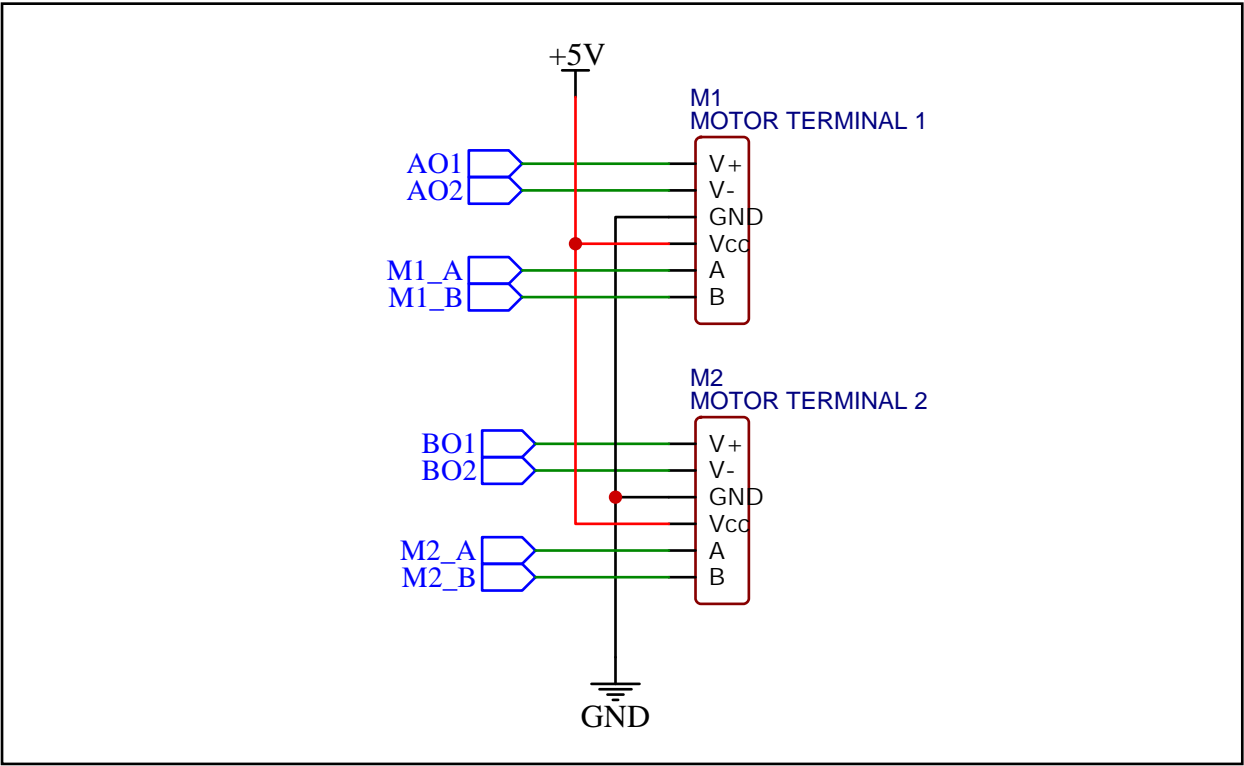 +5V
M1
MOTOR TERMINAL 1
AO1
V+
AO2
V-
GND
Vcc
M1_A
A
M1_B
B
M2
MOTOR TERMINAL 2
BO1
V+
BO2
V-
GND
Vcc
M2_A
A
M2_B
B
GND